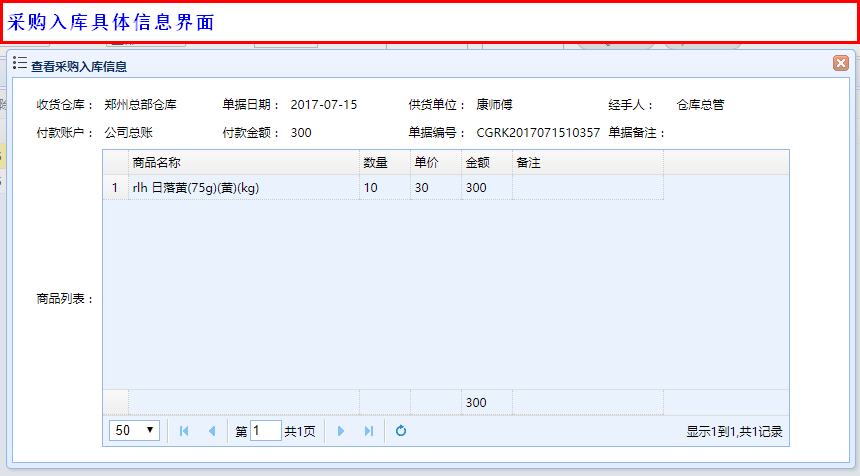 采购入库具体信息界面
查看采购入库信息
收货仓库： 郑州总部仓库 单据日期： 2017-07-15 供货单位： 康师傅 经手人： 仓库总管
付款账户： 公司总账 付款金额： 300 单据编号： CGRK2017071510357 单据备注：
商品名称 数量 单价 金额 备注
1 rlh 日落黄(75g)(黄)(kg) 10 30 300
商品列表：
300
50 第 1 共1页 显示1到1,共1记录